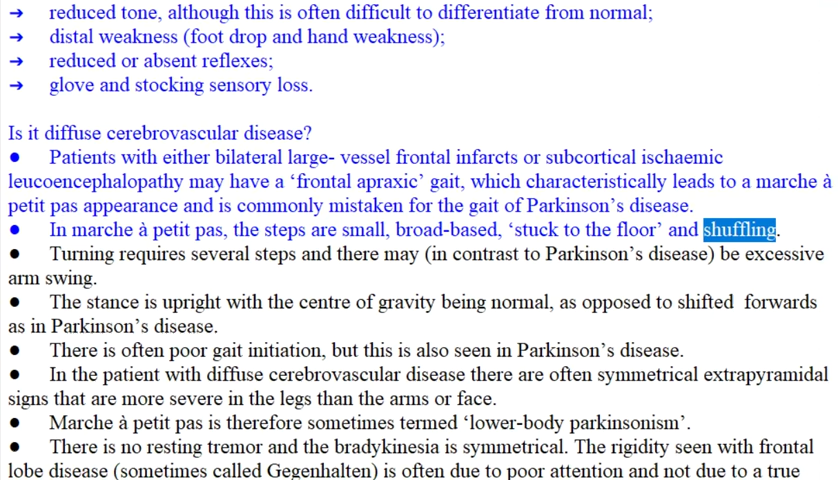 → reduced tone, although this is often difficult to differentiate from normal;
→ distal weakness (foot drop and hand weakness);
→ reduced or absent reflexes;
→ glove and stocking sensory loss.
Is it diffuse cerebrovascular disease?
● Patients with either bilateral large- vessel frontal infarcts or subcortical ischaemic
leucoencephalopathy may have a ‘frontal apraxic’ gait, which characteristically leads to a marche à
petit pas appearance and is commonly mistaken for the gait of Parkinson’s disease.
● In marche à petit pas, the steps are small, broad-based, ‘stuck to the floor’ and shuffling.
● Turning requires several steps and there may (in contrast to Parkinson’s disease) be excessive
arm swing.
● The stance is upright with the centre of gravity being normal, as opposed to shifted  forwards
as in Parkinson’s disease.
● There is often poor gait initiation, but this is also seen in Parkinson’s disease.
● In the patient with diffuse cerebrovascular disease there are often symmetrical extrapyramidal
signs that are more severe in the legs than the arms or face.
● Marche à petit pas is therefore sometimes termed ‘lower-body parkinsonism’.
● There is no resting tremor and the bradykinesia is symmetrical. The rigidity seen with frontal
lobe disease (sometimes called Gegenhalten) is often due to poor attention and not due to a true